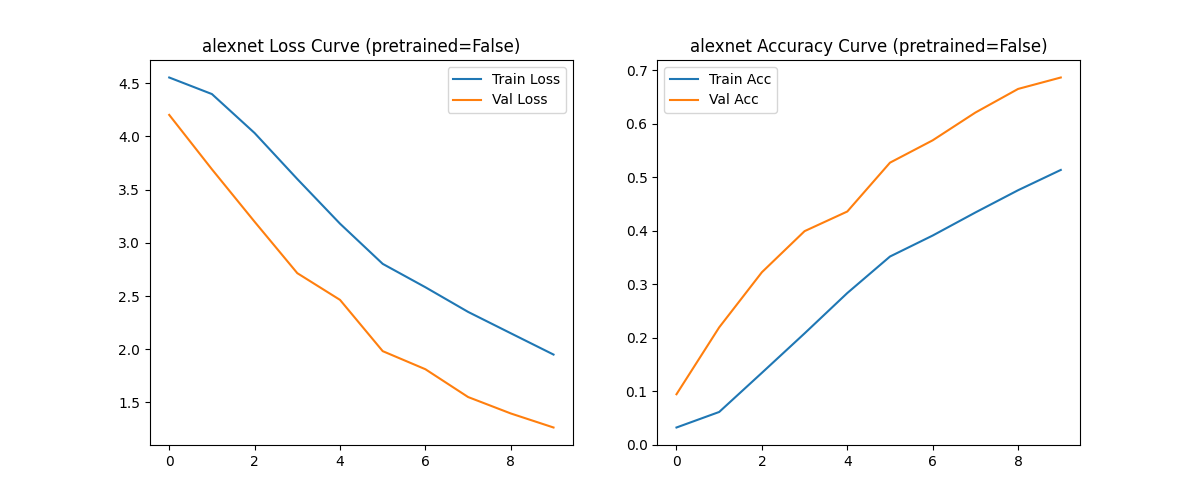 alexnet Loss Curve (pretrained=False)
Train Loss
Val Loss
4.5
4.0
3.5
3.0
2.5
2.0
1.5
0 2 4 6 8
alexnet Accuracy Curve (pretrained=False)
Train Acc
Val Acc
0.7
0.6
0.5
0.4
0.3
0.2
0.1
0.0
0 2 4 6 8